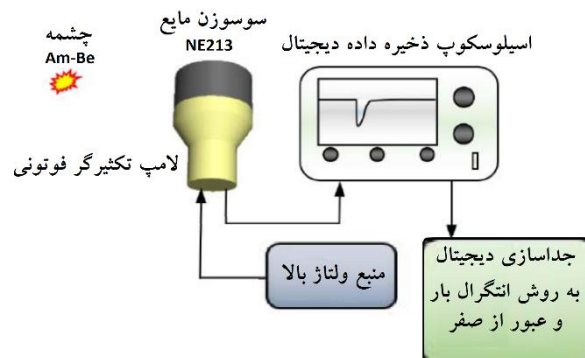 چشمه
Am-Be
سوسوزن مایع
NE213
اسیلوسکوپ ذخیره داده دیجیتال
لامپ تکثیرگر فوتونی
منبع ولتاژ بالا
جداسازی دیجیتال
به روش انتگرال بار
و عبور از صفر